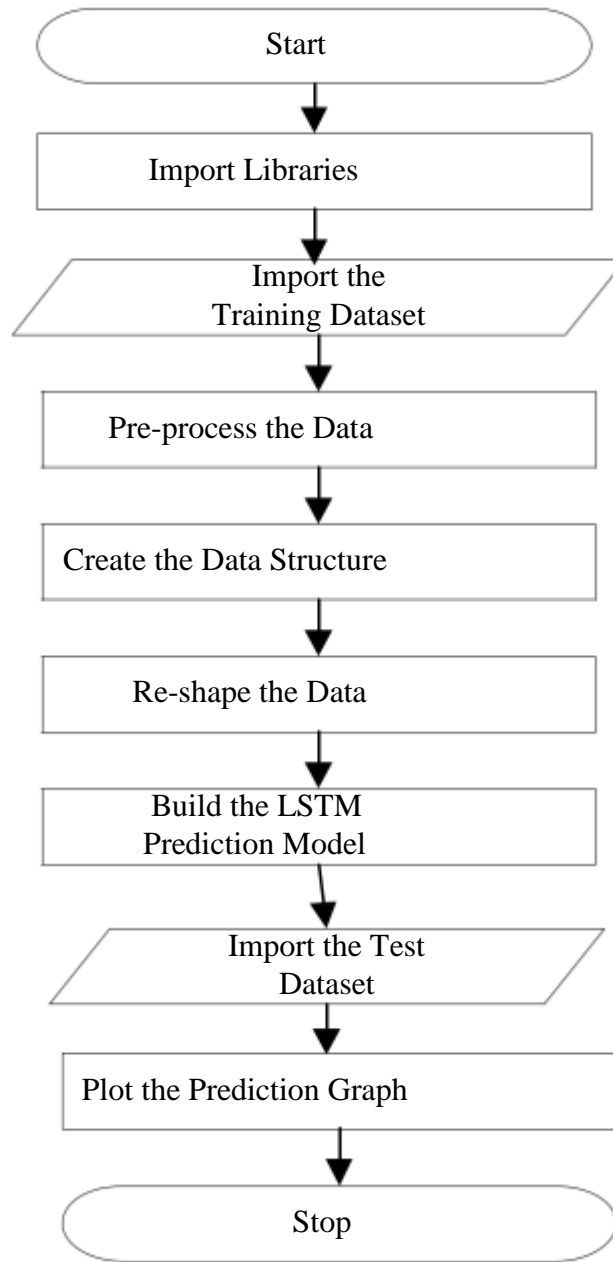 Start
Import Libraries
Import the
Training Dataset
Pre-process the Data
Create the Data Structure
Re-shape the Data
Build the LSTM
Prediction Model
Import the Test
Dataset
Plot the Prediction Graph
Stop